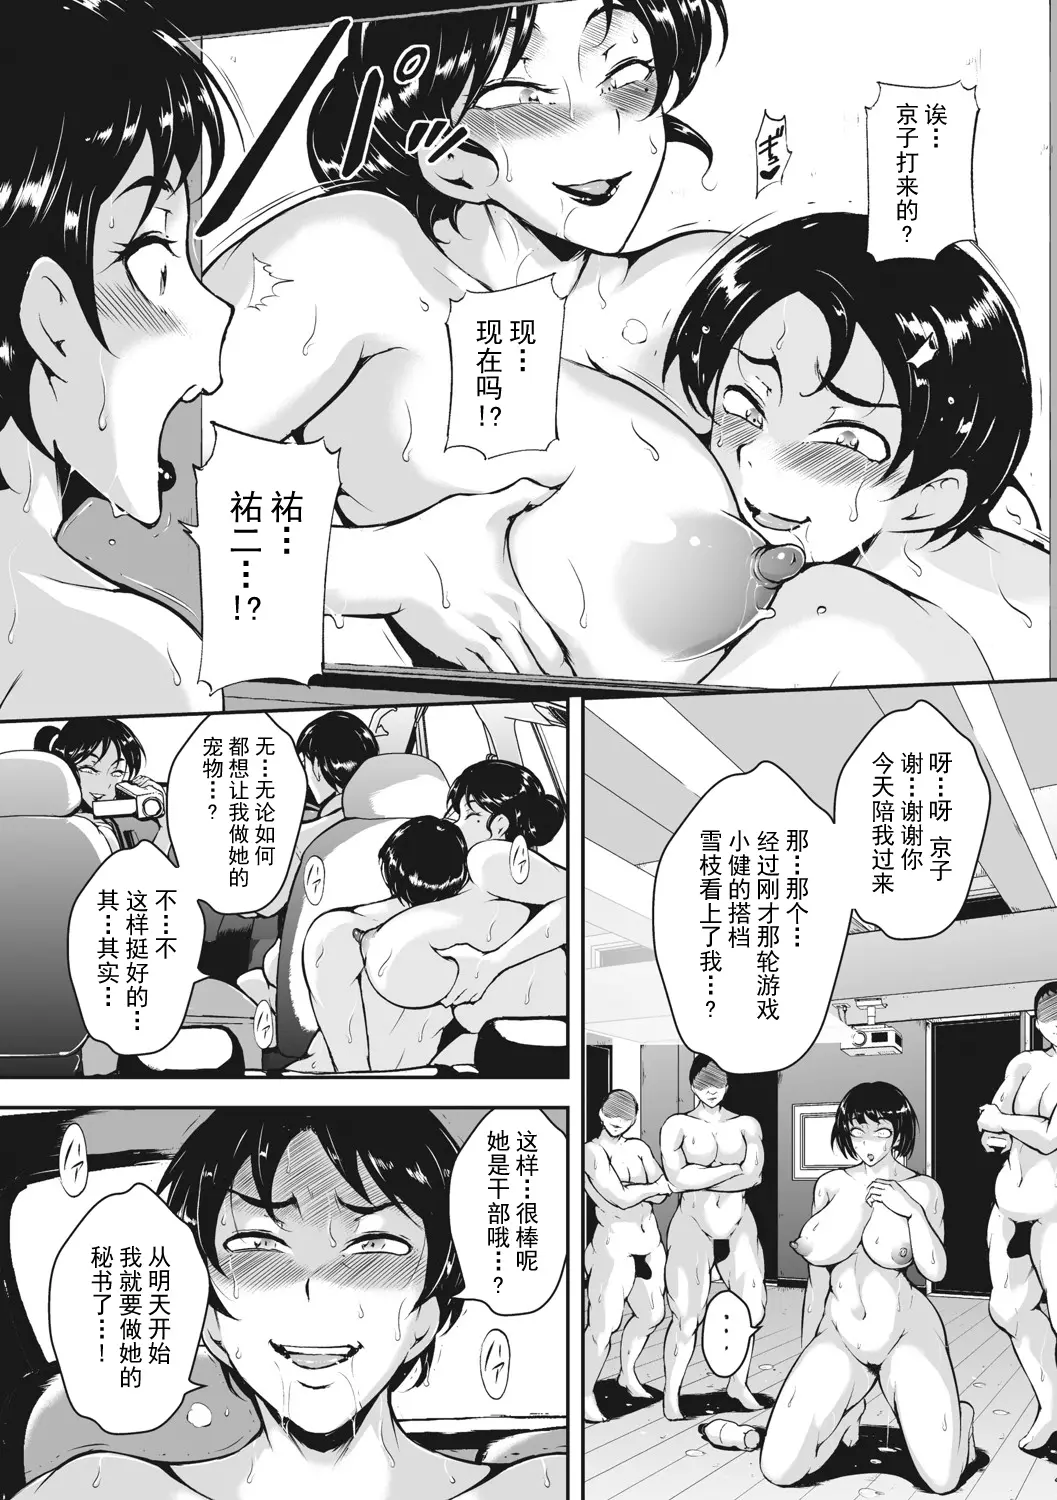 诶…
京子打来的?
现…
现在吗!?
祐…
祐二…!?
呀…呀 京子
谢…谢谢你
今天陪我过来
那…那个…
经过刚才那轮游戏
小健的搭档
雪枝看上了我…?
无…无论如何
都想让我做她的
宠物…?
不…不
这样挺好的…
其…其实…
这样…很棒呢
她是干部哦…?
从明天开始
我就要做她的
秘书了…!
…